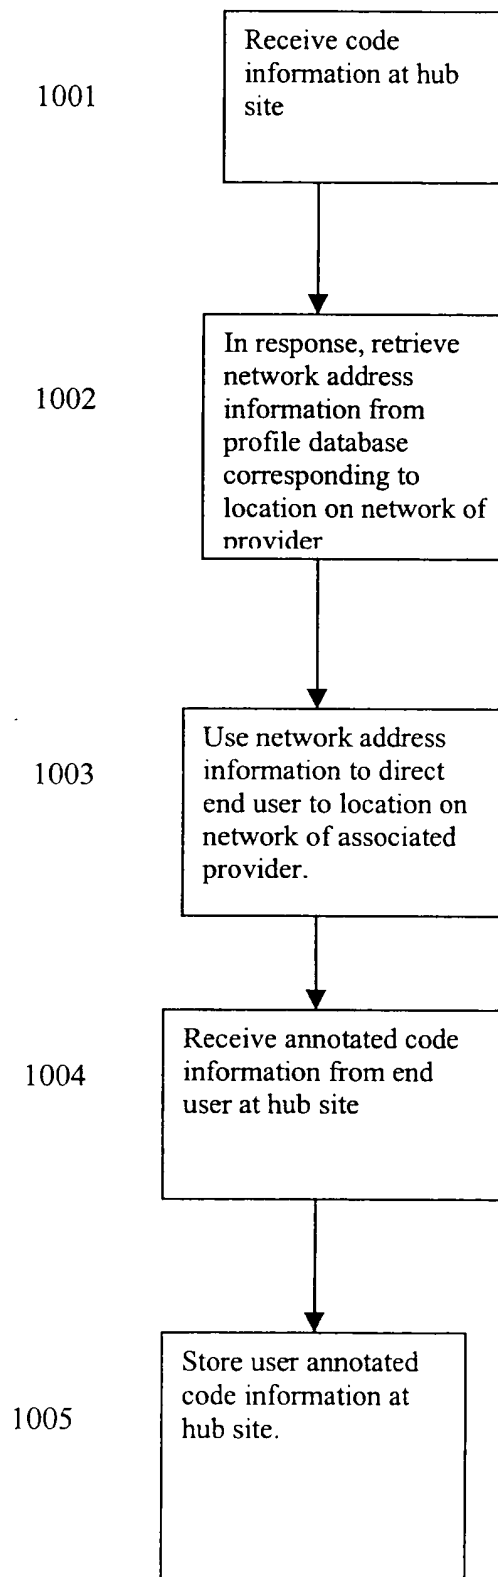 Receive code
information at hub
site
1001
In response, retrieve
network address
information from
profile database
corresponding to
location on network of
provider
1002
Use network address
information to direct
end user to location on
network of associated
provider.
1003
Receive annotated code
information from end
user at hub site
1004
Store user annotated
code information at
hub site.
1005